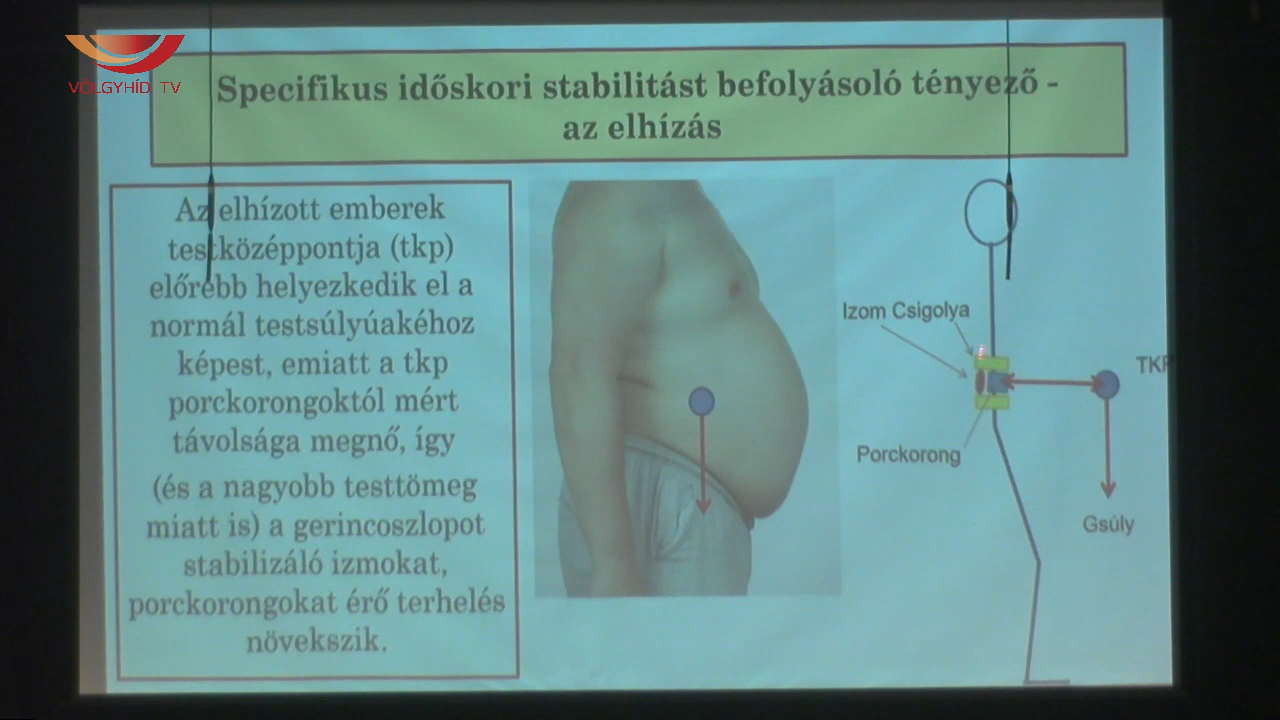 VÖLGYHÍD TV
Specifikus időskori stabilitást befolyásoló tényező -
az elhízás
Az elhízott emberek
testközéppontja (tkp)
előrébb helyezkedik el a
normál testsúlyúakéhoz
képest, emiatt a tkp
porckorongoktól mért
távolsága megnő, így
(és a nagyobb testtömeg
miatt is) a gerincoszlopot
stabilizáló izmokat,
porckorongokat érő terhelés
növekszik.
Izom Csigolya
TKP
Porckorong
Gsúly